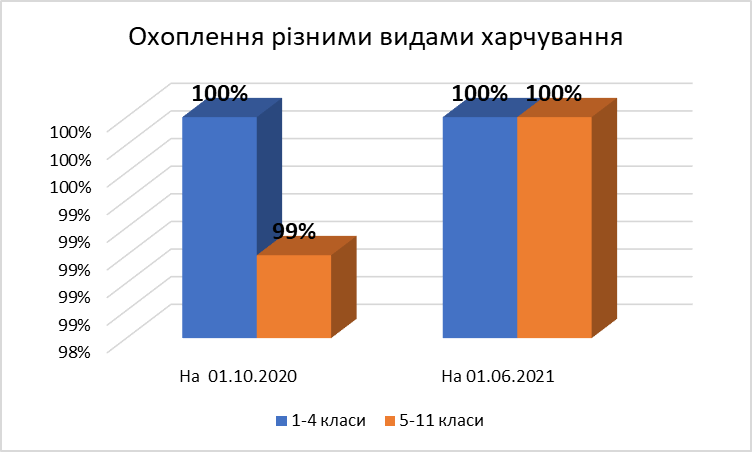 Охоплення різними видами харчування
100%
99%
100%
100%
100%
100%
100%
99%
99%
99%
99%
99%
98%
На 01.10.2020
На 01.06.2021
1-4 класи
5-11 класи